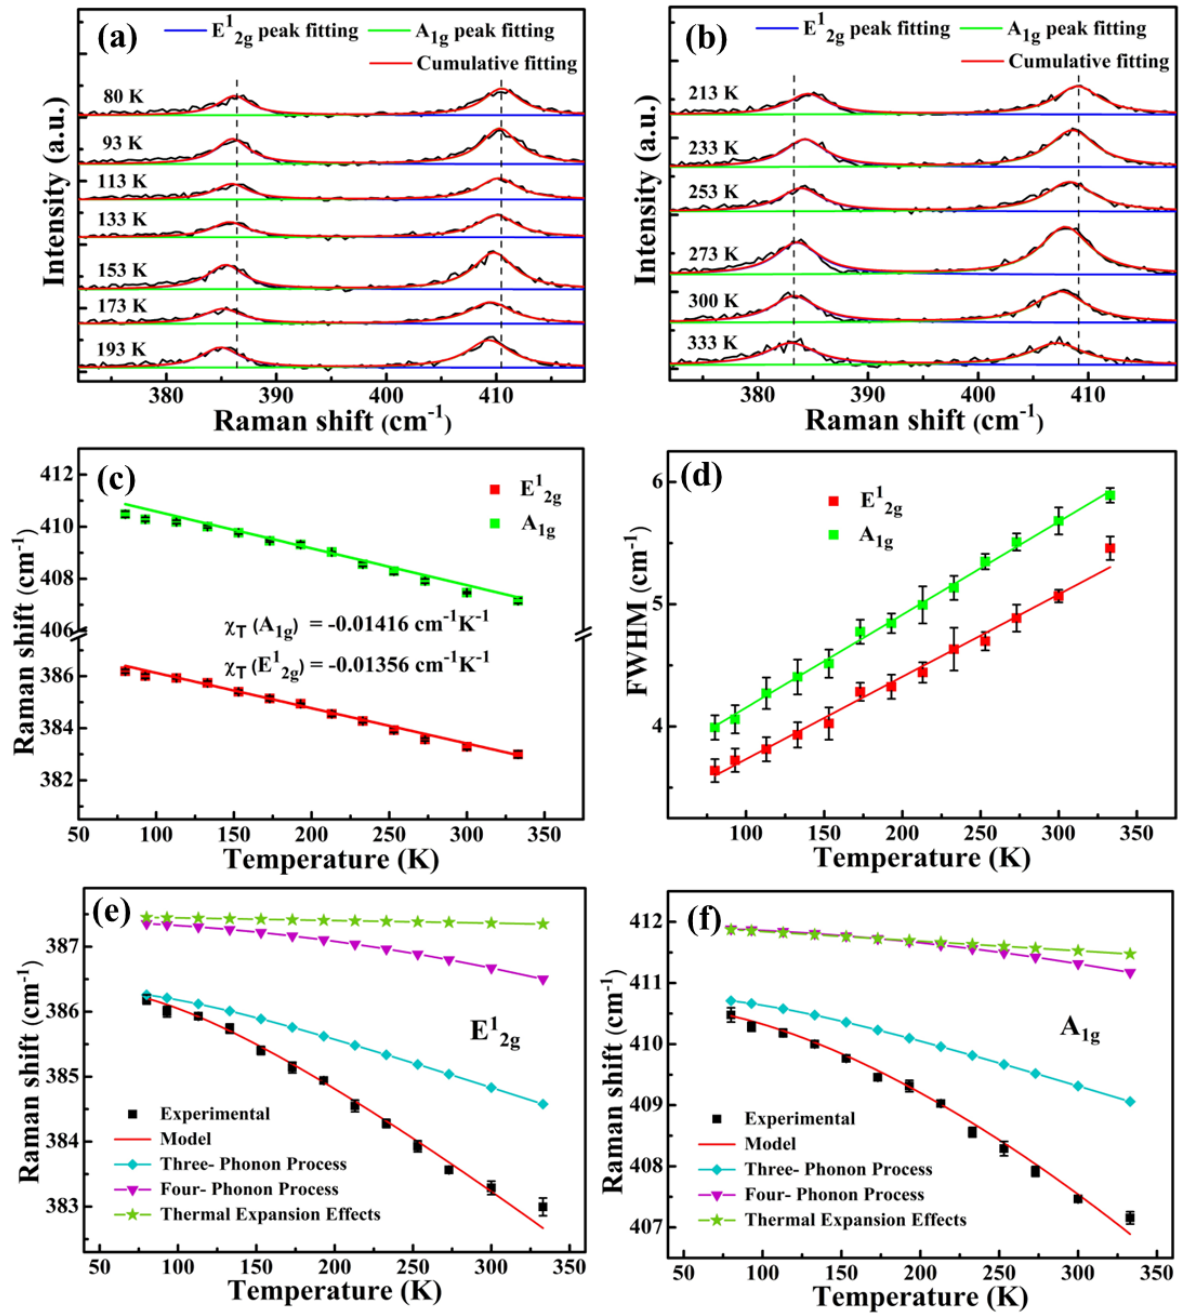 (a)
E¹₂g peak fitting
A₁g peak fitting
Cumulative fitting
80 K
93 K
113 K
133 K
153 K
173 K
193 K
Intensity (a.u.)
380 390 400 410
Raman shift (cm⁻¹)
(b)
E¹₂g peak fitting
A₁g peak fitting
Cumulative fitting
213 K
233 K
253 K
273 K
300 K
333 K
Intensity (a.u.)
380 390 400 410
Raman shift (cm⁻¹)
(c)
412
410
408
406
386
384
382
E¹₂g
A₁g
χT (A₁g) = -0.01416 cm⁻¹K⁻¹
χT (E¹₂g) = -0.01356 cm⁻¹K⁻¹
Raman shift (cm⁻¹)
50 100 150 200 250 300 350
Temperature (K)
(d)
6
5
4
E¹₂g
A₁g
FWHM (cm⁻¹)
100 150 200 250 300 350
Temperature (K)
(e)
387
386
385
384
383
E¹₂g
Experimental
Model
Three- Phonon Process
Four- Phonon Process
Thermal Expansion Effects
Raman shift (cm⁻¹)
50 100 150 200 250 300 350
Temperature (K)
(f)
412
411
410
409
408
407
A₁g
Experimental
Model
Three- Phonon Process
Four- Phonon Process
Thermal Expansion Effects
Raman shift (cm⁻¹)
50 100 150 200 250 300 350
Temperature (K)